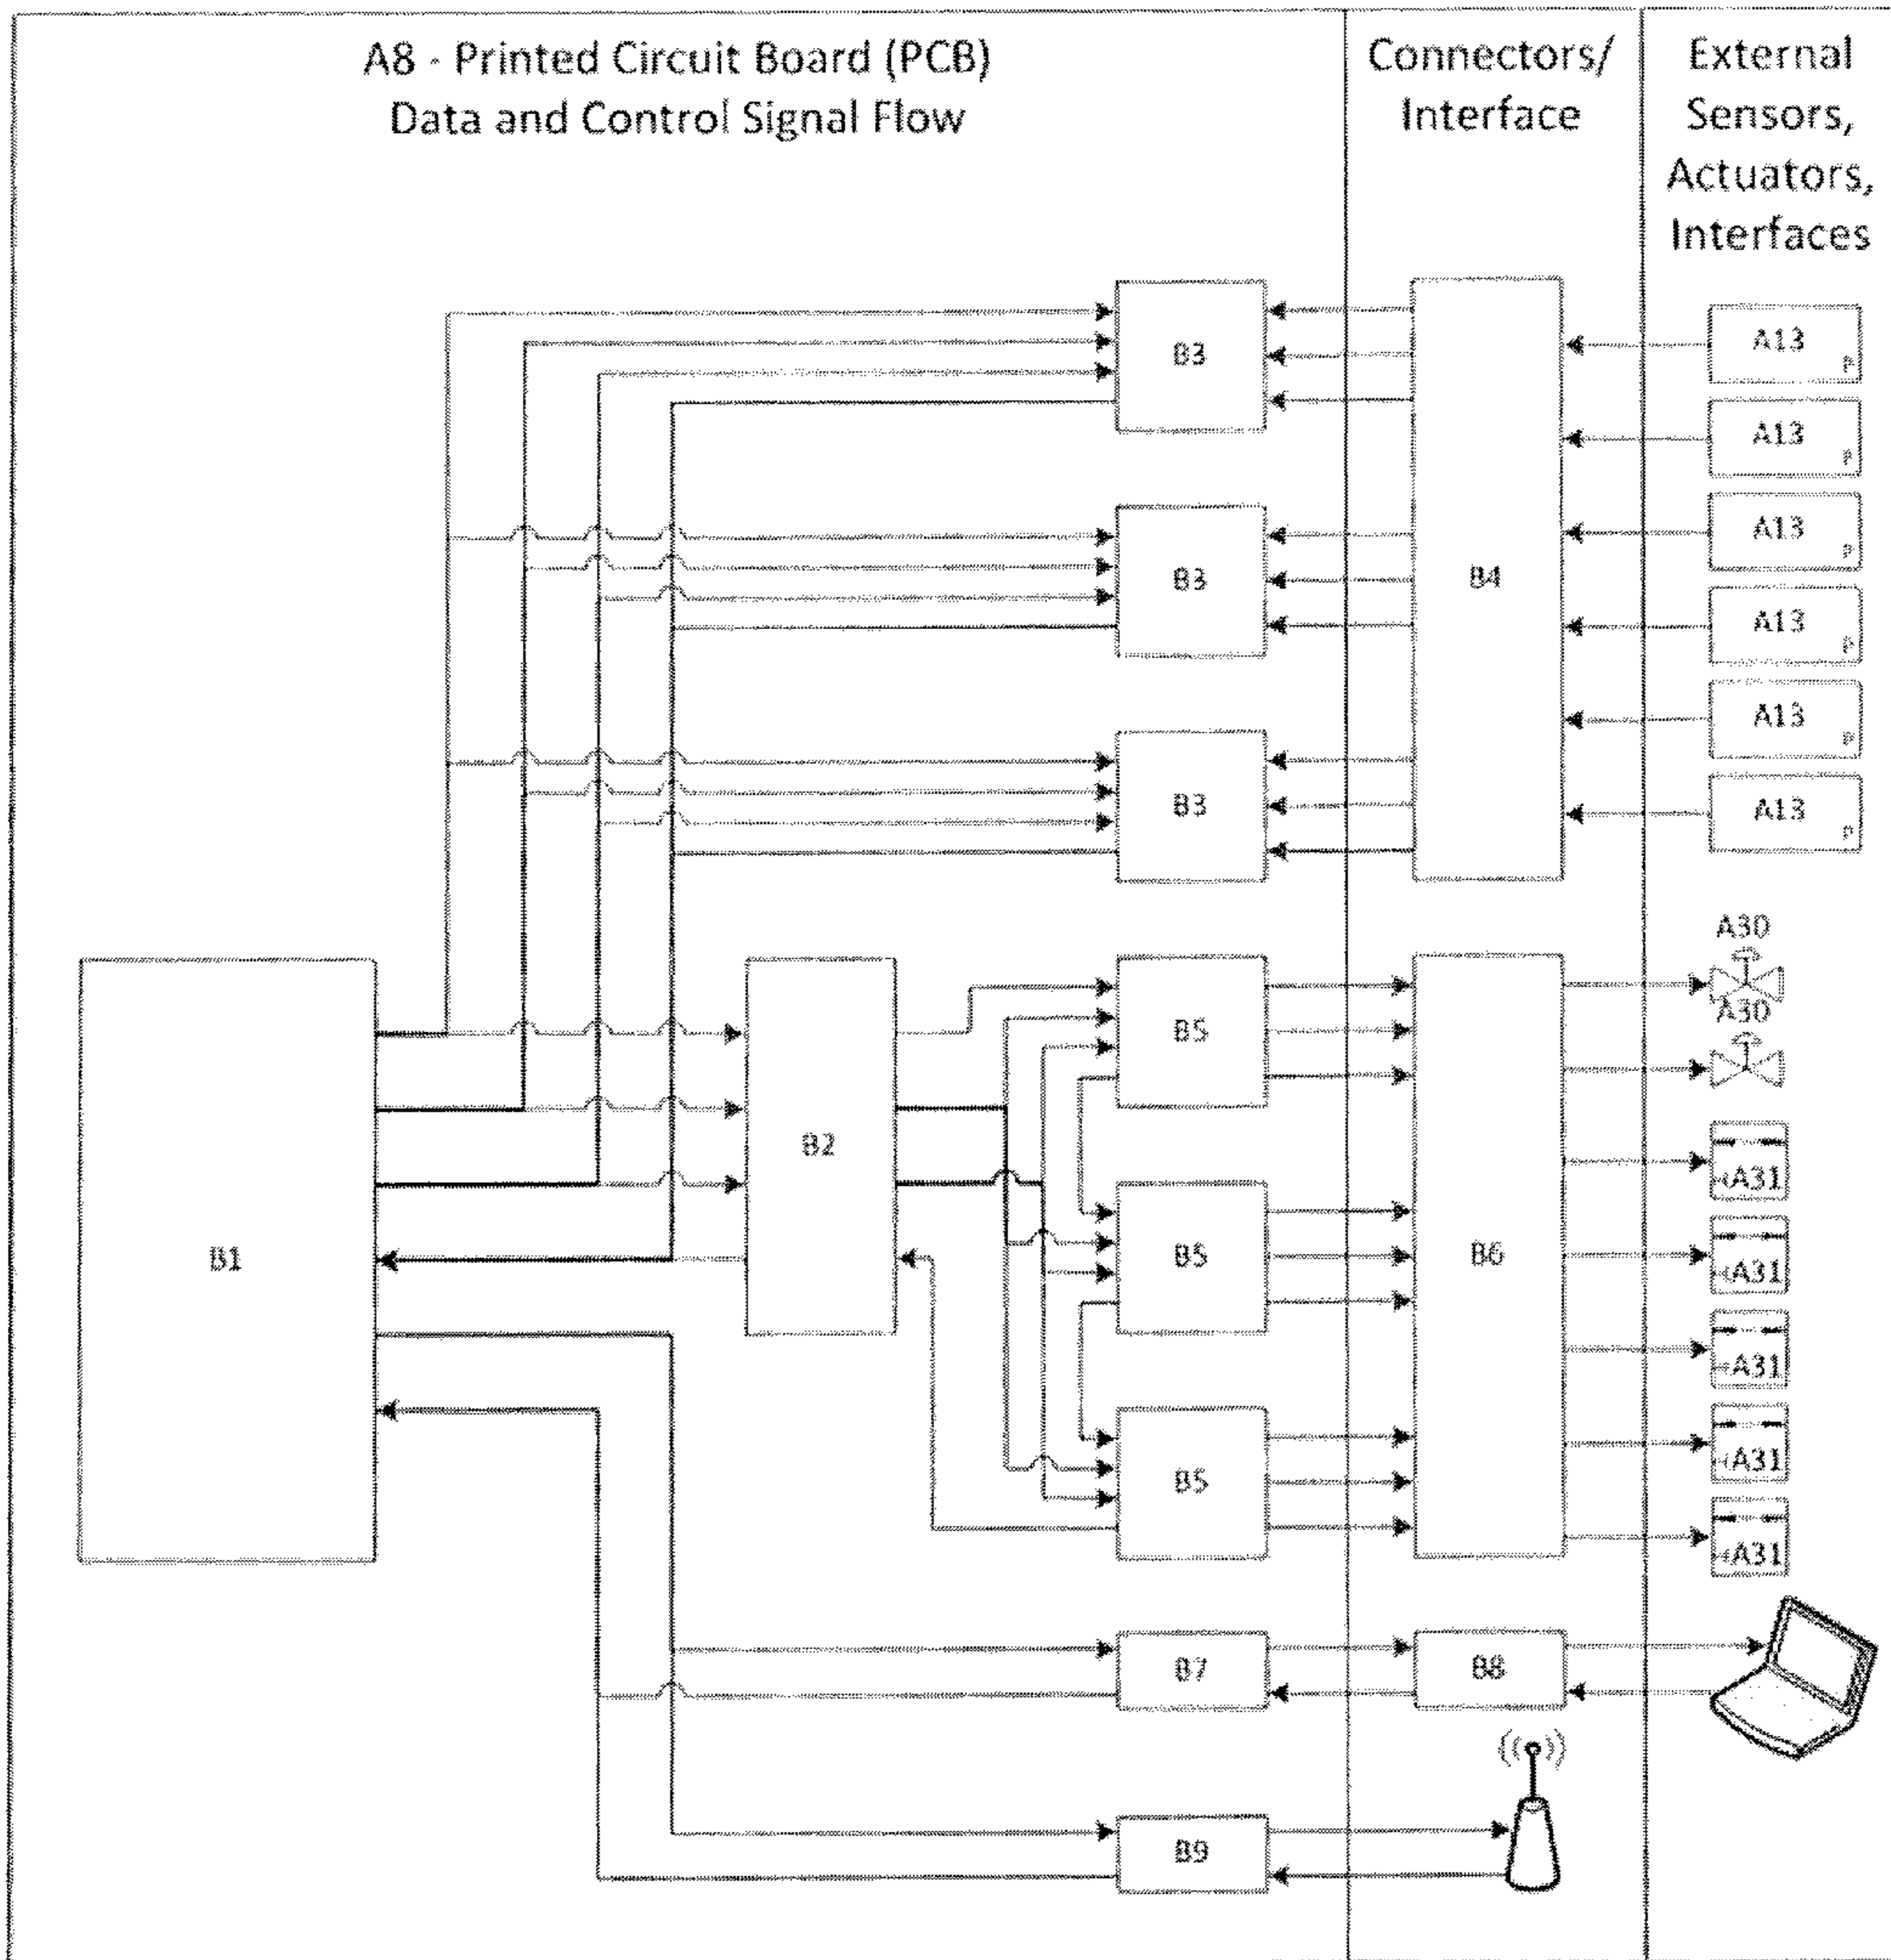 A8 - Printed Circuit Board (PCB)
Data and Control Signal Flow
Connectors/
Interface
External
Sensors,
Actuators,
Interfaces
B3
B3
B3
B4
A13
P
A13
P
A13
P
A13
P
A13
P
A13
P
B1
B2
B5
B5
B5
B6
A30
A30
A31
A31
A31
A31
A31
B7
B8
B9